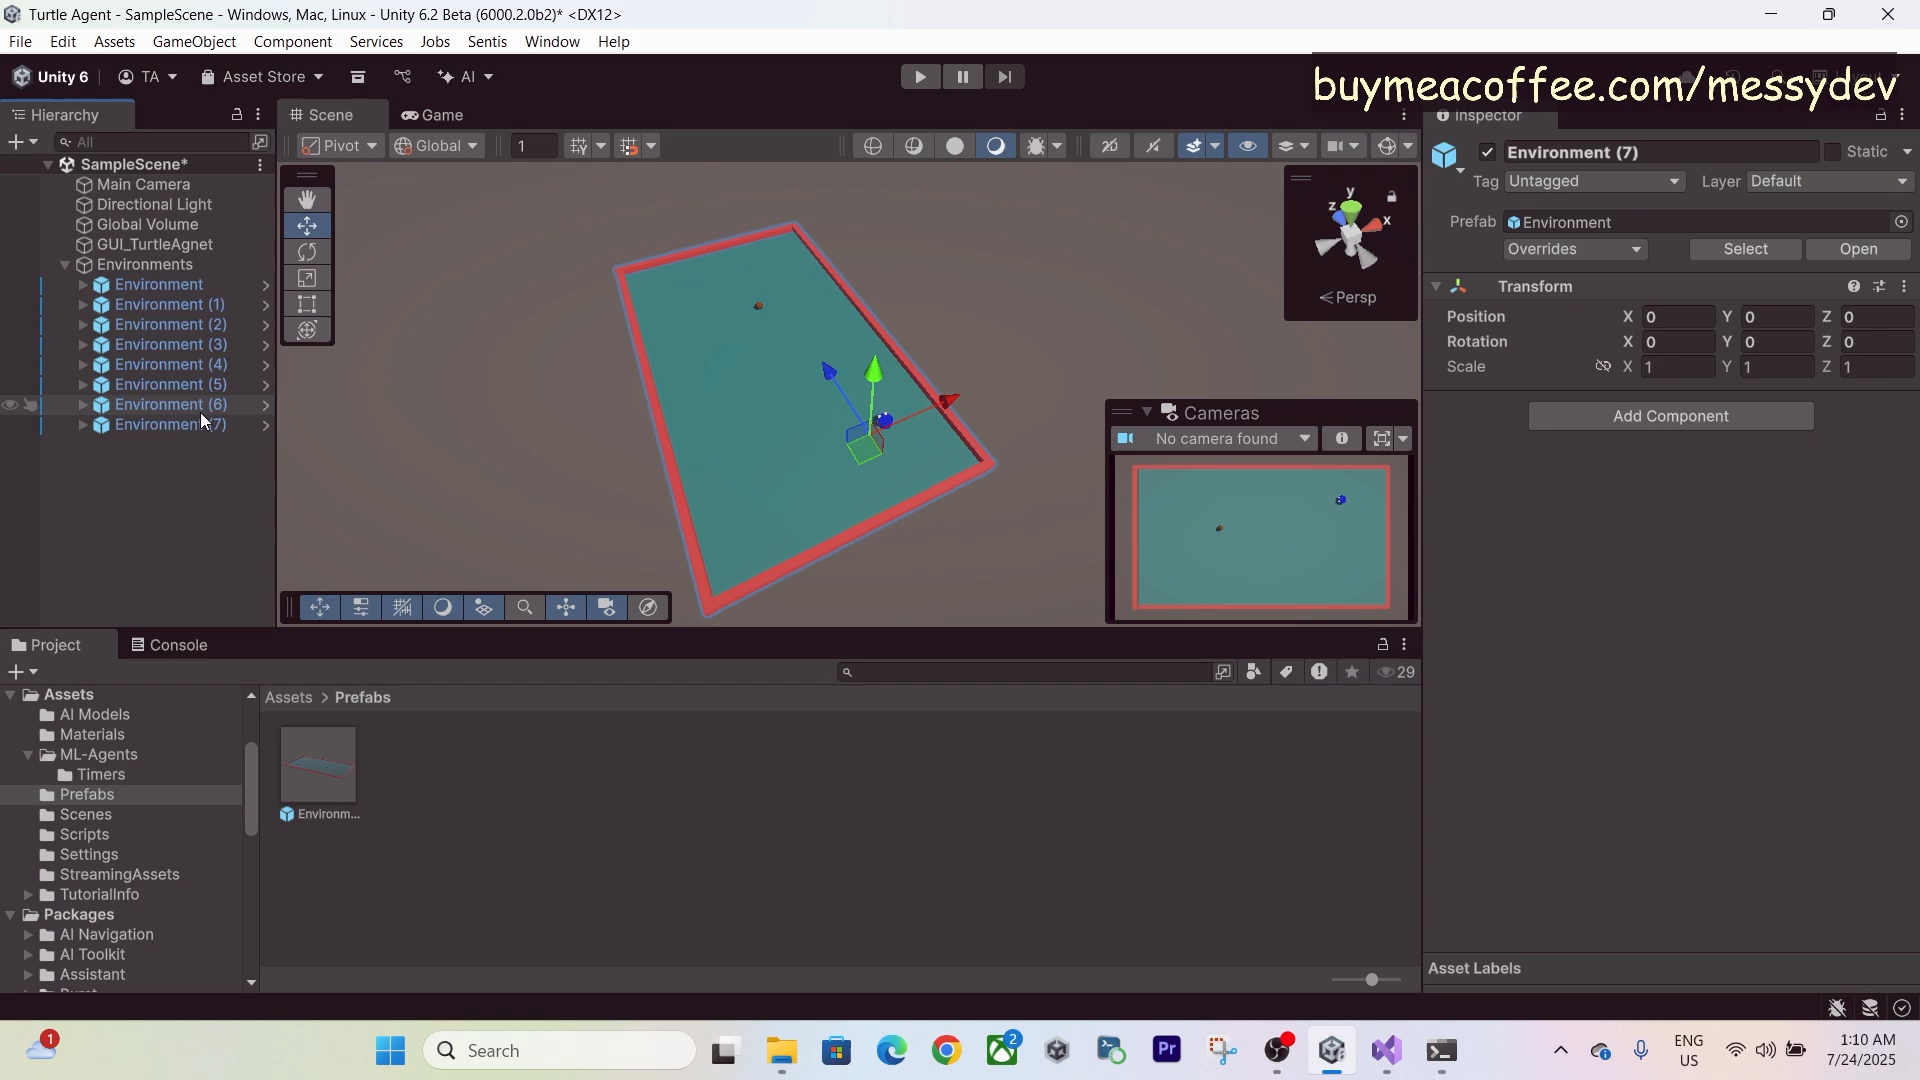 Turtle Agent - SampleScene - Windows, Mac, Linux - Unity 6.2 Beta (6000.2.0b2)* <DX12>
File Edit Assets GameObject Component Services Jobs Sentis Window Help
Unity 6 TA Asset Store AI
buymeacoffee.com/messydev
Hierarchy
Scene Game
Inspector
All
Pivot Global 1
SampleScene*
Main Camera
Directional Light
Global Volume
GUI_TurtleAgnet
Environments
Environment
Environment (1)
Environment (2)
Environment (3)
Environment (4)
Environment (5)
Environment (6)
Environment (7)
y
z
x
Persp
Cameras
No camera found
Environment (7) Static
Tag Untagged Layer Default
Prefab Environment
Overrides Select Open
Transform
Position X 0 Y 0 Z 0
Rotation X 0 Y 0 Z 0
Scale X 1 Y 1 Z 1
Add Component
Asset Labels
Project Console
29
Assets
AI Models
Materials
ML-Agents
Timers
Prefabs
Scenes
Scripts
Settings
StreamingAssets
TutorialInfo
Packages
AI Navigation
AI Toolkit
Assistant
Assets > Prefabs
Environm...
1
Search
2
Pr
ENG
US
1:10 AM
7/24/2025